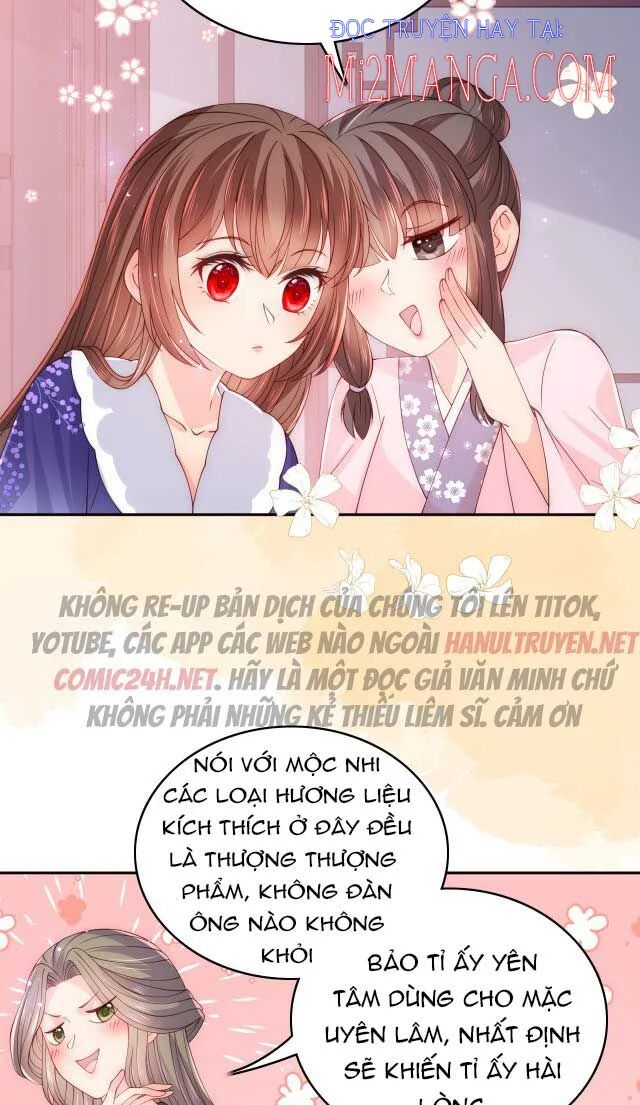 ĐỌC TRUYỆN HAY TẠI:
MI2MANGA.COM
KHÔNG RE-UP BẢN DỊCH CỦA CHÚNG TÔI LÊN TITOK,
YOTUBE, CÁC APP CÁC WEB NÀO NGOÀI HANULTRUYEN.NET
COMIC24H.NET. HÃY LÀ MỘT ĐỌC GIẢ VĂN MINH CHỨ
KHÔNG PHẢI NHỮNG KẺ THIẾU LIÊM SĨ. CẢM ƠN
NÓI VỚI MỘC NHI
CÁC LOẠI HƯƠNG LIỆU
KÍCH THÍCH Ở ĐÂY ĐỀU
LÀ THƯỢNG THƯỢNG
PHẨM, KHÔNG ĐÀN
ÔNG NÀO KHÔNG
KHỎI
BẢO TỈ ẤY YÊN
TÂM DÙNG CHO MẶC
UYÊN LÂM, NHẤT ĐỊNH
SẼ KHIẾN TỈ ẤY HÀI
LÒNG